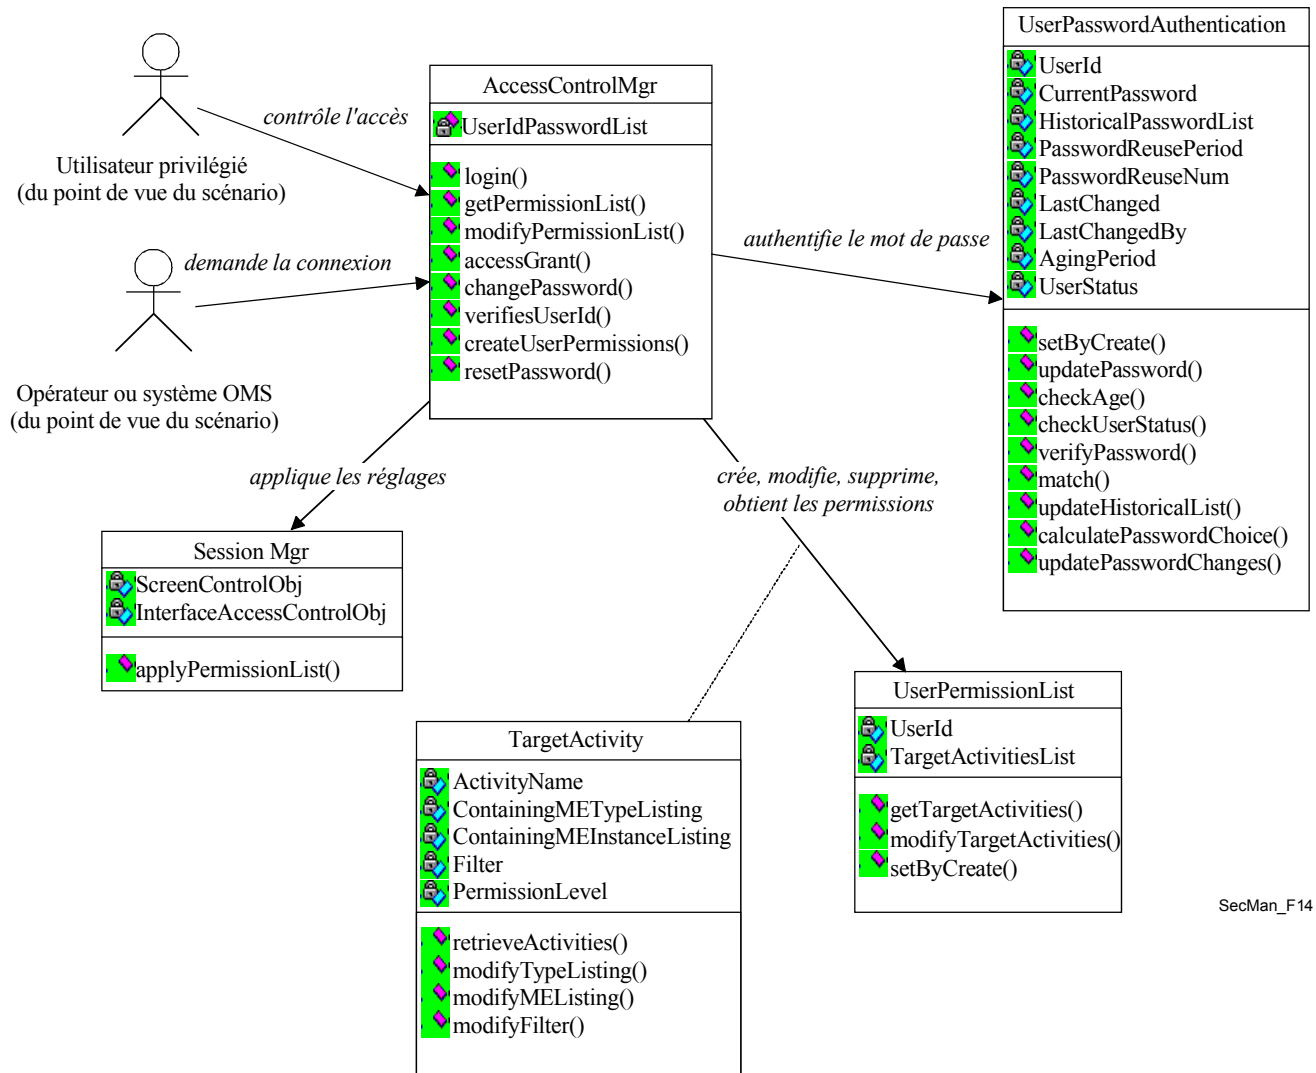 UserPasswordAuthentication
UserId
CurrentPassword
HistoricalPasswordList
PasswordReusePeriod
PasswordReuseNum
LastChanged
LastChangedBy
AgingPeriod
UserStatus
setByCreate()
updatePassword()
checkAge()
checkUserStatus()
verifyPassword()
match()
updateHistoricalList()
calculatePasswordChoice()
updatePasswordChanges()
AccessControlMgr
UserIdPasswordList
login()
getPermissionList()
modifyPermissionList()
accessGrant()
changePassword()
verifiesUserId()
createUserPermissions()
resetPassword()
contrôle l'accès
Utilisateur privilégié
(du point de vue du scénario)
demande la connexion
authentifie le mot de passe
Opérateur ou système OMS
(du point de vue du scénario)
applique les réglages
crée, modifie, supprime,
obtient les permissions
Session Mgr
ScreenControlObj
InterfaceAccessControlObj
applyPermissionList()
UserPermissionList
UserId
TargetActivitiesList
getTargetActivities()
modifyTargetActivities()
setByCreate()
TargetActivity
ActivityName
ContainingMETypeListing
ContainingMEInstanceListing
Filter
PermissionLevel
retrieveActivities()
modifyTypeListing()
modifyMEListing()
modifyFilter()
SecMan_F14